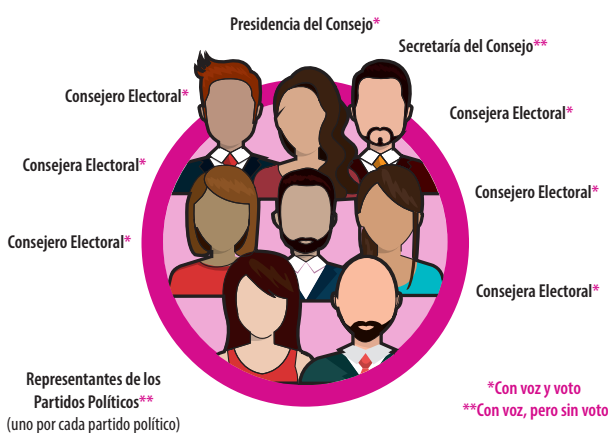 Presidencia del Consejo*
Secretaría del Consejo**
Consejero Electoral*
Consejera Electoral*
Consejera Electoral*
Consejero Electoral*
Consejero Electoral*
Consejera Electoral*
Representantes de los
Partidos Políticos**
(uno por cada partido político)
*Con voz y voto
**Con voz, pero sin voto